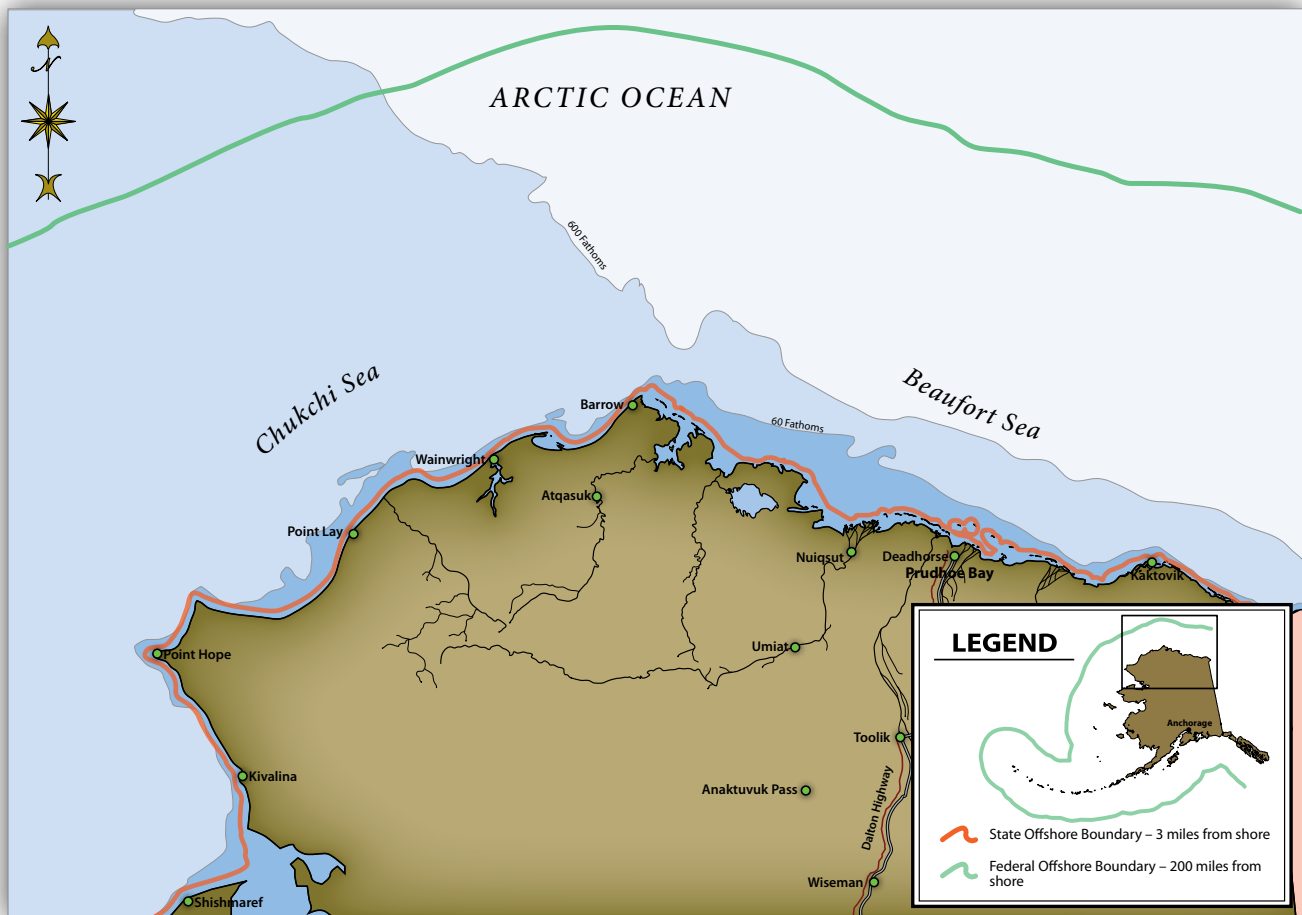 N
ARCTIC OCEAN
600 Fathoms
Chukchi Sea
Beaufort Sea
Barrow
60 Fathoms
Wainwright
Atqasuk
Point Lay
Nuiqsut
Deadhorse
Prudhoe Bay
Kaktovik
Point Hope
Umiat
Toolik
Kivalina
Anaktuvuk Pass
Dalton Highway
Wiseman
Shishmaref
LEGEND
Anchorage
State Offshore Boundary – 3 miles from shore
Federal Offshore Boundary – 200 miles from
shore